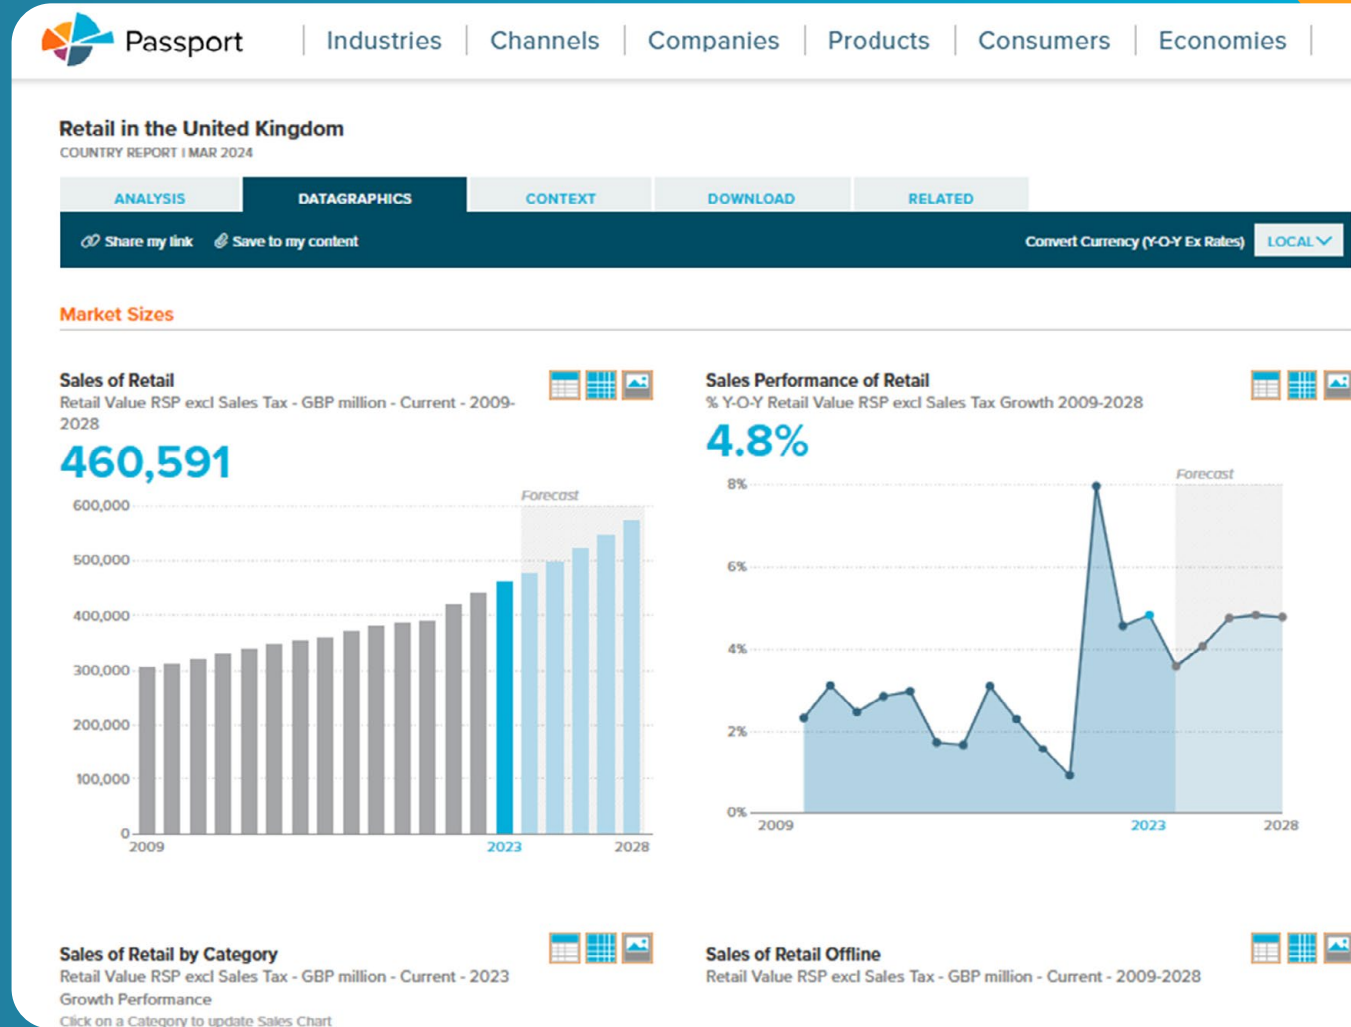 Passport
Industries
Channels
Companies
Products
Consumers
Economies
Retail in the United Kingdom
COUNTRY REPORT | MAR 2024
ANALYSIS
DATAGRAPHICS
CONTEXT
DOWNLOAD
RELATED
Share my link
Save to my content
Convert Currency (Y-O-Y Ex Rates)
LOCAL
Market Sizes
Sales of Retail
Retail Value RSP excl Sales Tax - GBP million - Current - 2009-
2028
460,591
Forecast
600,000
500,000
400,000
300,000
200,000
100,000
0
2009
2023
2028
Sales Performance of Retail
% Y-O-Y Retail Value RSP excl Sales Tax Growth 2009-2028
4.8%
Forecast
8%
6%
4%
2%
0%
2009
2023
2028
Sales of Retail by Category
Retail Value RSP excl Sales Tax - GBP million - Current - 2023
Growth Performance
Click on a Category to update Sales Chart
Sales of Retail Offline
Retail Value RSP excl Sales Tax - GBP million - Current - 2009-2028